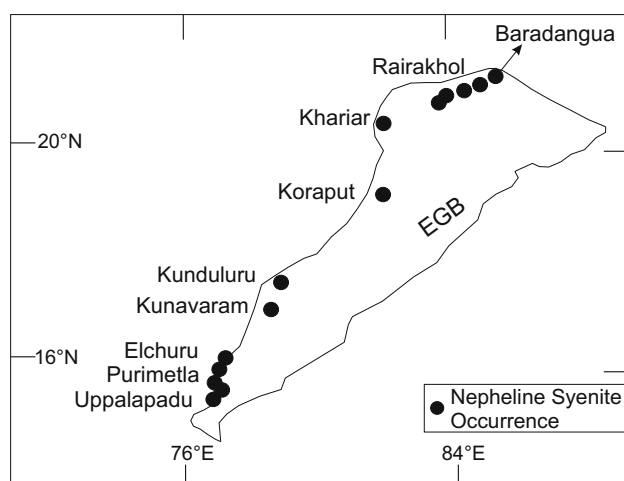 Baradangua
Rairakhol
Khariar
20°N
Koraput
EGB
Kunduluru
Kunavaram
Elchuru
16°N
Purimetla
Uppalapadu
Nepheline Syenite
Occurrence
76°E
84°E